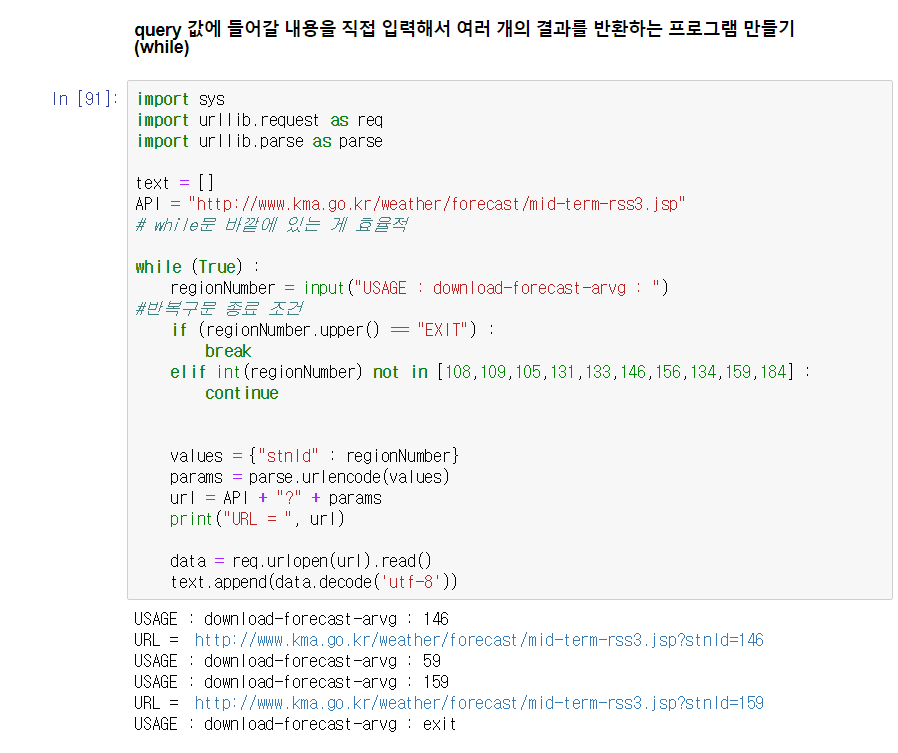 query 값에 들어갈 내용을 직접 입력해서 여러 개의 결과를 반환하는 프로그램 만들기
(while)
In [91]:
import sys
import urllib.request as req
import urllib.parse as parse
text = []
API = "http://www.kma.go.kr/weather/forecast/mid-term-rss3.jsp"
# while문 바깥에 있는 게 효율적
while (True) :
    regionNumber = input("USAGE : download-forecast-arvg : ")
#반복구문 종료 조건
    if (regionNumber.upper() == "EXIT") :
        break
    elif int(regionNumber) not in [108,109,105,131,133,146,156,134,159,184] :
        continue
    values = {"stnId" : regionNumber}
    params = parse.urlencode(values)
    url = API + "?" + params
    print("URL = ", url)
    data = req.urlopen(url).read()
    text.append(data.decode('utf-8'))
USAGE : download-forecast-arvg : 146
URL =  http://www.kma.go.kr/weather/forecast/mid-term-rss3.jsp?stnId=146
USAGE : download-forecast-arvg : 59
USAGE : download-forecast-arvg : 159
URL =  http://www.kma.go.kr/weather/forecast/mid-term-rss3.jsp?stnId=159
USAGE : download-forecast-arvg : exit